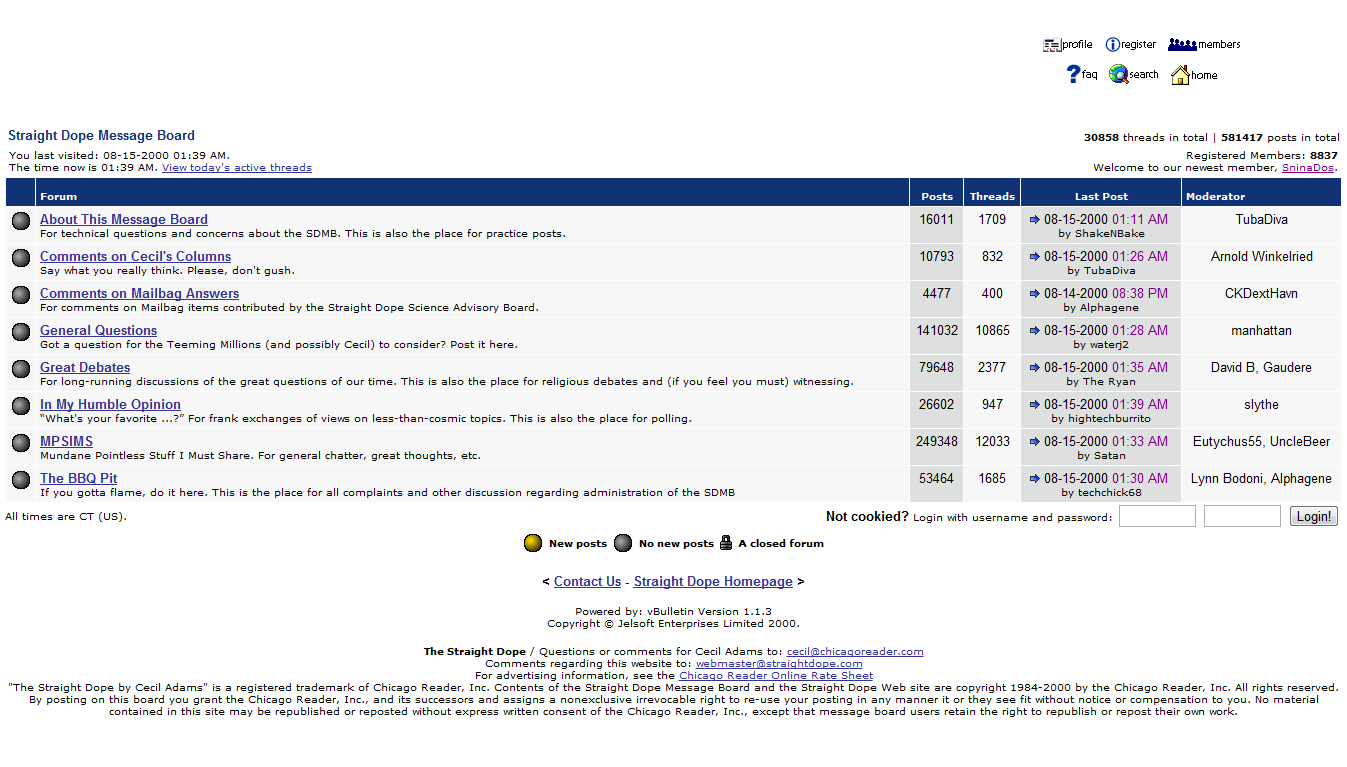 profile register members
faq search home
Straight Dope Message Board
30858 threads in total | 581417 posts in total
You last visited: 08-15-2000 01:39 AM.
Registered Members: 8837
The time now is 01:39 AM. View today's active threads
Welcome to our newest member, SninaDos.
Forum Posts Threads Last Post Moderator
About This Message Board 16011 1709 08-15-2000 01:11 AM TubaDiva
For technical questions and concerns about the SDMB. This is also the place for practice posts. by ShakeNBake
Comments on Cecil's Columns 10793 832 08-15-2000 01:26 AM Arnold Winkelried
Say what you really think. Please, don't gush. by TubaDiva
Comments on Mailbag Answers 4477 400 08-14-2000 08:38 PM CKDextHavn
For comments on Mailbag items contributed by the Straight Dope Science Advisory Board. by Alphagene
General Questions 141032 10865 08-15-2000 01:28 AM manhattan
Got a question for the Teeming Millions (and possibly Cecil) to consider? Post it here. by waterj2
Great Debates 79648 2377 08-15-2000 01:35 AM David B, Gaudere
For long-running discussions of the great questions of our time. This is also the place for religious debates and (if you feel you must) witnessing. by The Ryan
In My Humble Opinion 26602 947 08-15-2000 01:39 AM slythe
“What's your favorite ...?” For frank exchanges of views on less-than-cosmic topics. This is also the place for polling. by hightechburrito
MPSIMS 249348 12033 08-15-2000 01:33 AM Eutychus55, UncleBeer
Mundane Pointless Stuff I Must Share. For general chatter, great thoughts, etc. by Satan
The BBQ Pit 53464 1685 08-15-2000 01:30 AM Lynn Bodoni, Alphagene
If you gotta flame, do it here. This is the place for all complaints and other discussion regarding administration of the SDMB by techchick68
All times are CT (US). Not cookied? Login with username and password: Login!
New posts No new posts A closed forum
< Contact Us - Straight Dope Homepage >
Powered by: vBulletin Version 1.1.3
Copyright © Jelsoft Enterprises Limited 2000.
The Straight Dope / Questions or comments for Cecil Adams to: cecil@chicagoreader.com
Comments regarding this website to: webmaster@straightdope.com
For advertising information, see the Chicago Reader Online Rate Sheet
"The Straight Dope by Cecil Adams" is a registered trademark of Chicago Reader, Inc. Contents of the Straight Dope Message Board and the Straight Dope Web site are copyright 1984-2000 by the Chicago Reader, Inc. All rights reserved.
By posting on this board you grant the Chicago Reader, Inc., and its successors and assigns a nonexclusive irrevocable right to re-use your posting in any manner it or they see fit without notice or compensation to you. No material
contained in this site may be republished or reposted without express written consent of the Chicago Reader, Inc., except that message board users retain the right to republish or repost their own work.